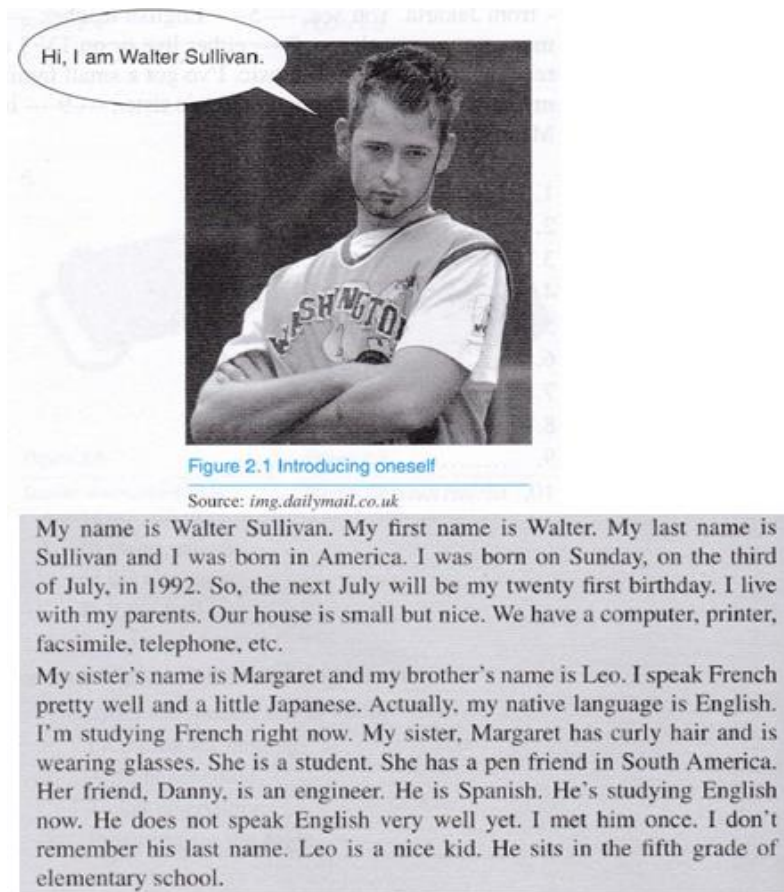 Hi, I am Walter Sullivan.
WASHINGTON
Figure 2.1 Introducing oneself
Source: img.dailymail.co.uk
My name is Walter Sullivan. My first name is Walter. My last name is
Sullivan and I was born in America. I was born on Sunday, on the third
of July, in 1992. So, the next July will be my twenty first birthday. I live
with my parents. Our house is small but nice. We have a computer, printer,
facsimile, telephone, etc.
My sister's name is Margaret and my brother's name is Leo. I speak French
pretty well and a little Japanese. Actually, my native language is English.
I'm studying French right now. My sister, Margaret has curly hair and is
wearing glasses. She is a student. She has a pen friend in South America.
Her friend, Danny, is an engineer. He is Spanish. He's studying English
now. He does not speak English very well yet. I met him once. I don't
remember his last name. Leo is a nice kid. He sits in the fifth grade of
elementary school.